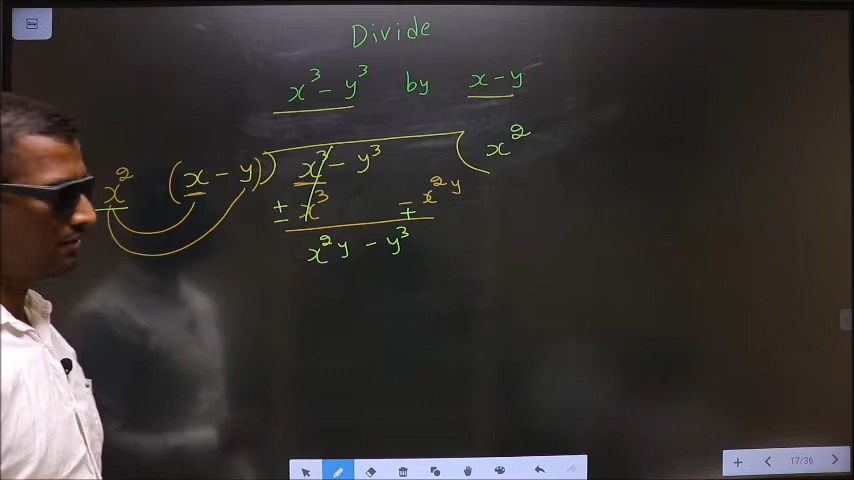 Divide
x³ - y³ by x - y
x² (x - y) ) x³ - y³ ( x²
+ x³ - x²y
- +
x²y - y³
17/36